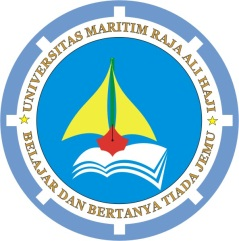 UNIVERSITAS MARITIM RAJA ALI HAJI
BELAJAR DAN BERTANYA TIADA JEMU